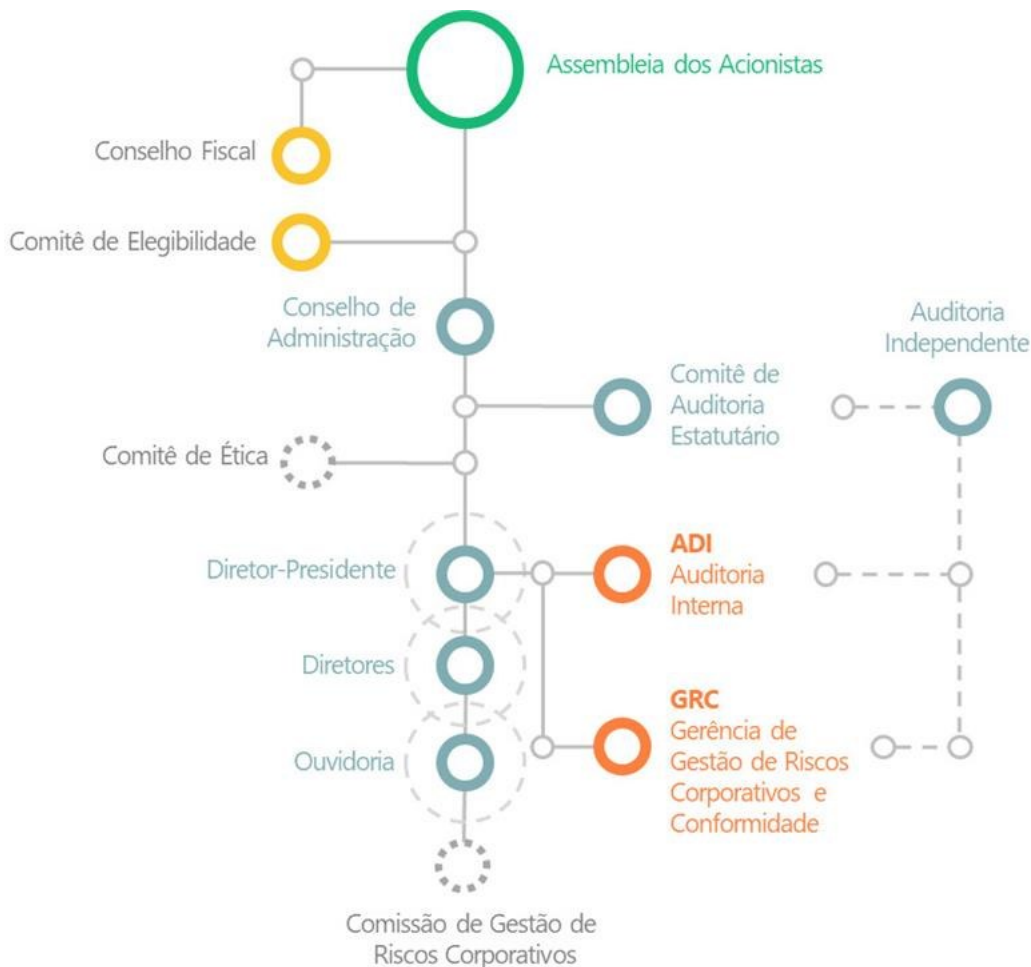 Assembleia dos Acionistas
Conselho Fiscal
Comitê de Elegibilidade
Conselho de
Administração
Auditoria
Independente
Comitê de
Auditoria
Estatutário
Comitê de Ética
Diretor-Presidente
ADI
Auditoria
Interna
Diretores
GRC
Gerência de
Gestão de Riscos
Corporativos e
Conformidade
Ouvidoria
Comissão de Gestão de
Riscos Corporativos